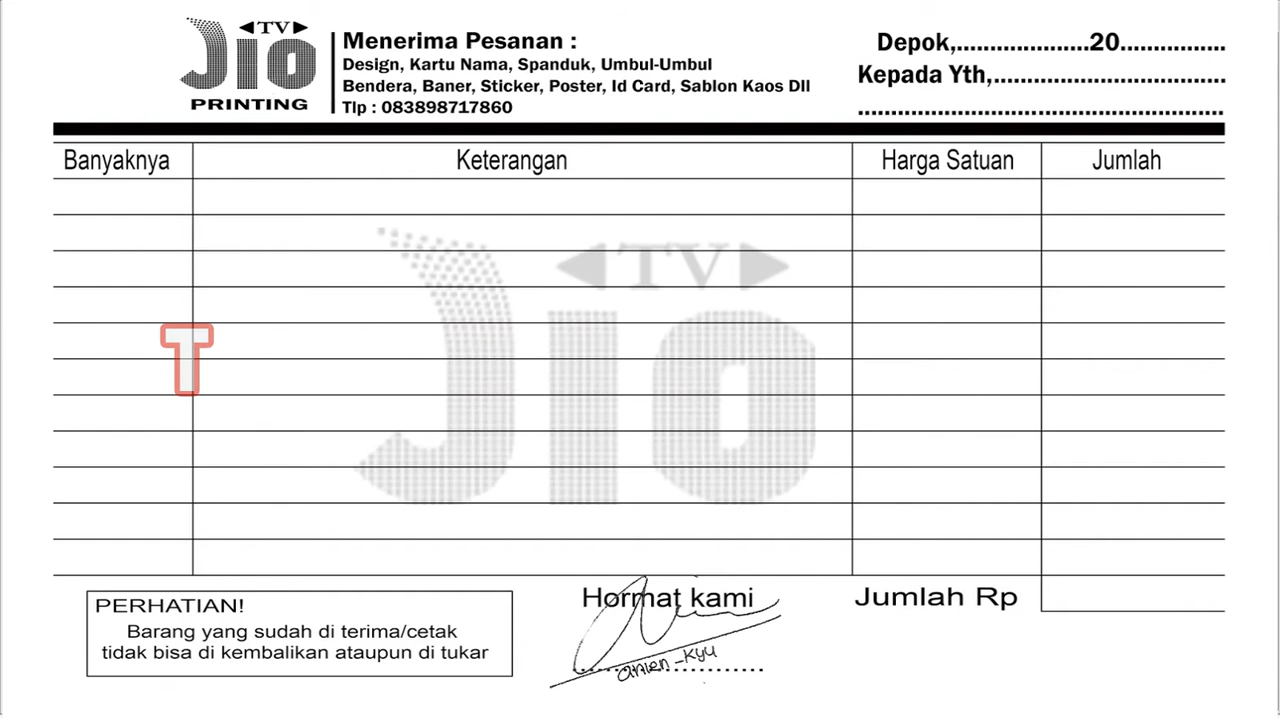 ◄TV►
JIO
PRINTING
Menerima Pesanan :
Design, Kartu Nama, Spanduk, Umbul-Umbul
Bendera, Baner, Sticker, Poster, Id Card, Sablon Kaos Dll
Tlp : 083898717860
Depok,.....................20................
Kepada Yth,....................................
.........................................................
Banyaknya Keterangan Harga Satuan Jumlah
◄TV►
JIO
T
PERHATIAN!
Barang yang sudah di terima/cetak
tidak bisa di kembalikan ataupun di tukar
Hormat kami
Jumlah Rp